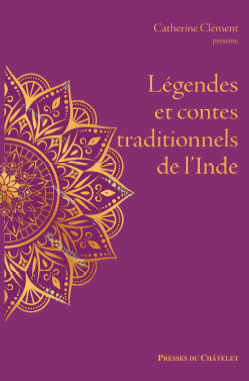 Catherine Clément
présente
Légendes
et contes
traditionnels
de l'Inde
Presses du Châtelet